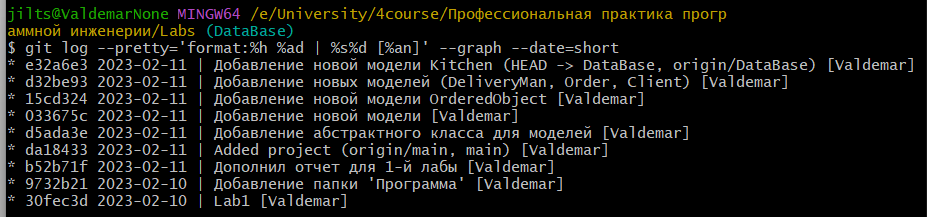 jilts@ValdemarNone MINGW64 /e/University/4course/Профессиональная практика прогр
аммной инженерии/Labs (DataBase)
$ git log --pretty='format:%h %ad | %s%d [%an]' --graph --date=short
* e32a6e3 2023-02-11 | Добавление новой модели Kitchen (HEAD -> DataBase, origin/DataBase) [Valdemar]
* d32be93 2023-02-11 | Добавление новых моделей (DeliveryMan, Order, Client) [Valdemar]
* 15cd324 2023-02-11 | Добавление новой модели OrderedObject [Valdemar]
* 033675c 2023-02-11 | Добавление новой модели [Valdemar]
* d5ada3e 2023-02-11 | Добавление абстрактного класса для моделей [Valdemar]
* da18433 2023-02-11 | Added project (origin/main, main) [Valdemar]
* b52b71f 2023-02-11 | Дополнил отчет для 1-й лабы [Valdemar]
* 9732b21 2023-02-10 | Добавление папки 'Программа' [Valdemar]
* 30fec3d 2023-02-10 | Lab1 [Valdemar]